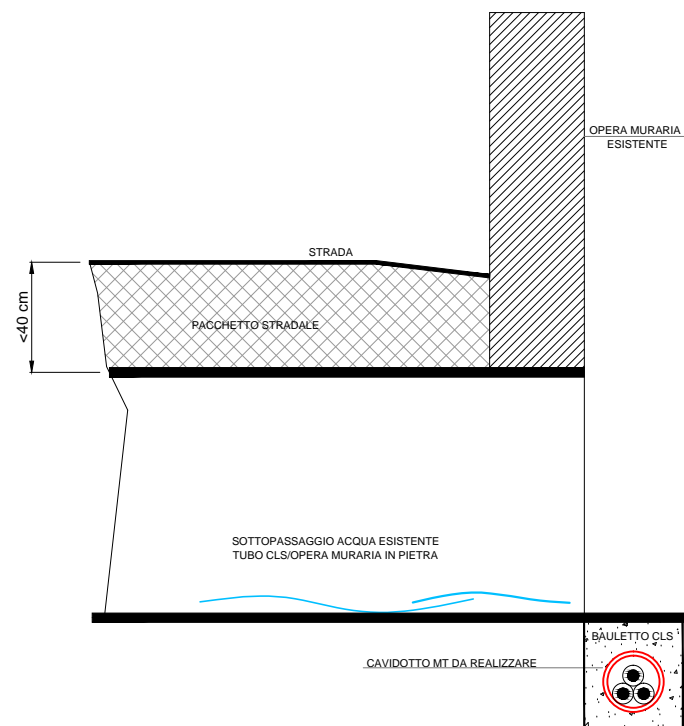 OPERA MURARIA
ESISTENTE
STRADA
<40 cm
PACCHETTO STRADALE
SOTTOPASSAGGIO ACQUA ESISTENTE
TUBO CLS/OPERA MURARIA IN PIETRA
BAULETTO CLS
CAVIDOTTO MT DA REALIZZARE